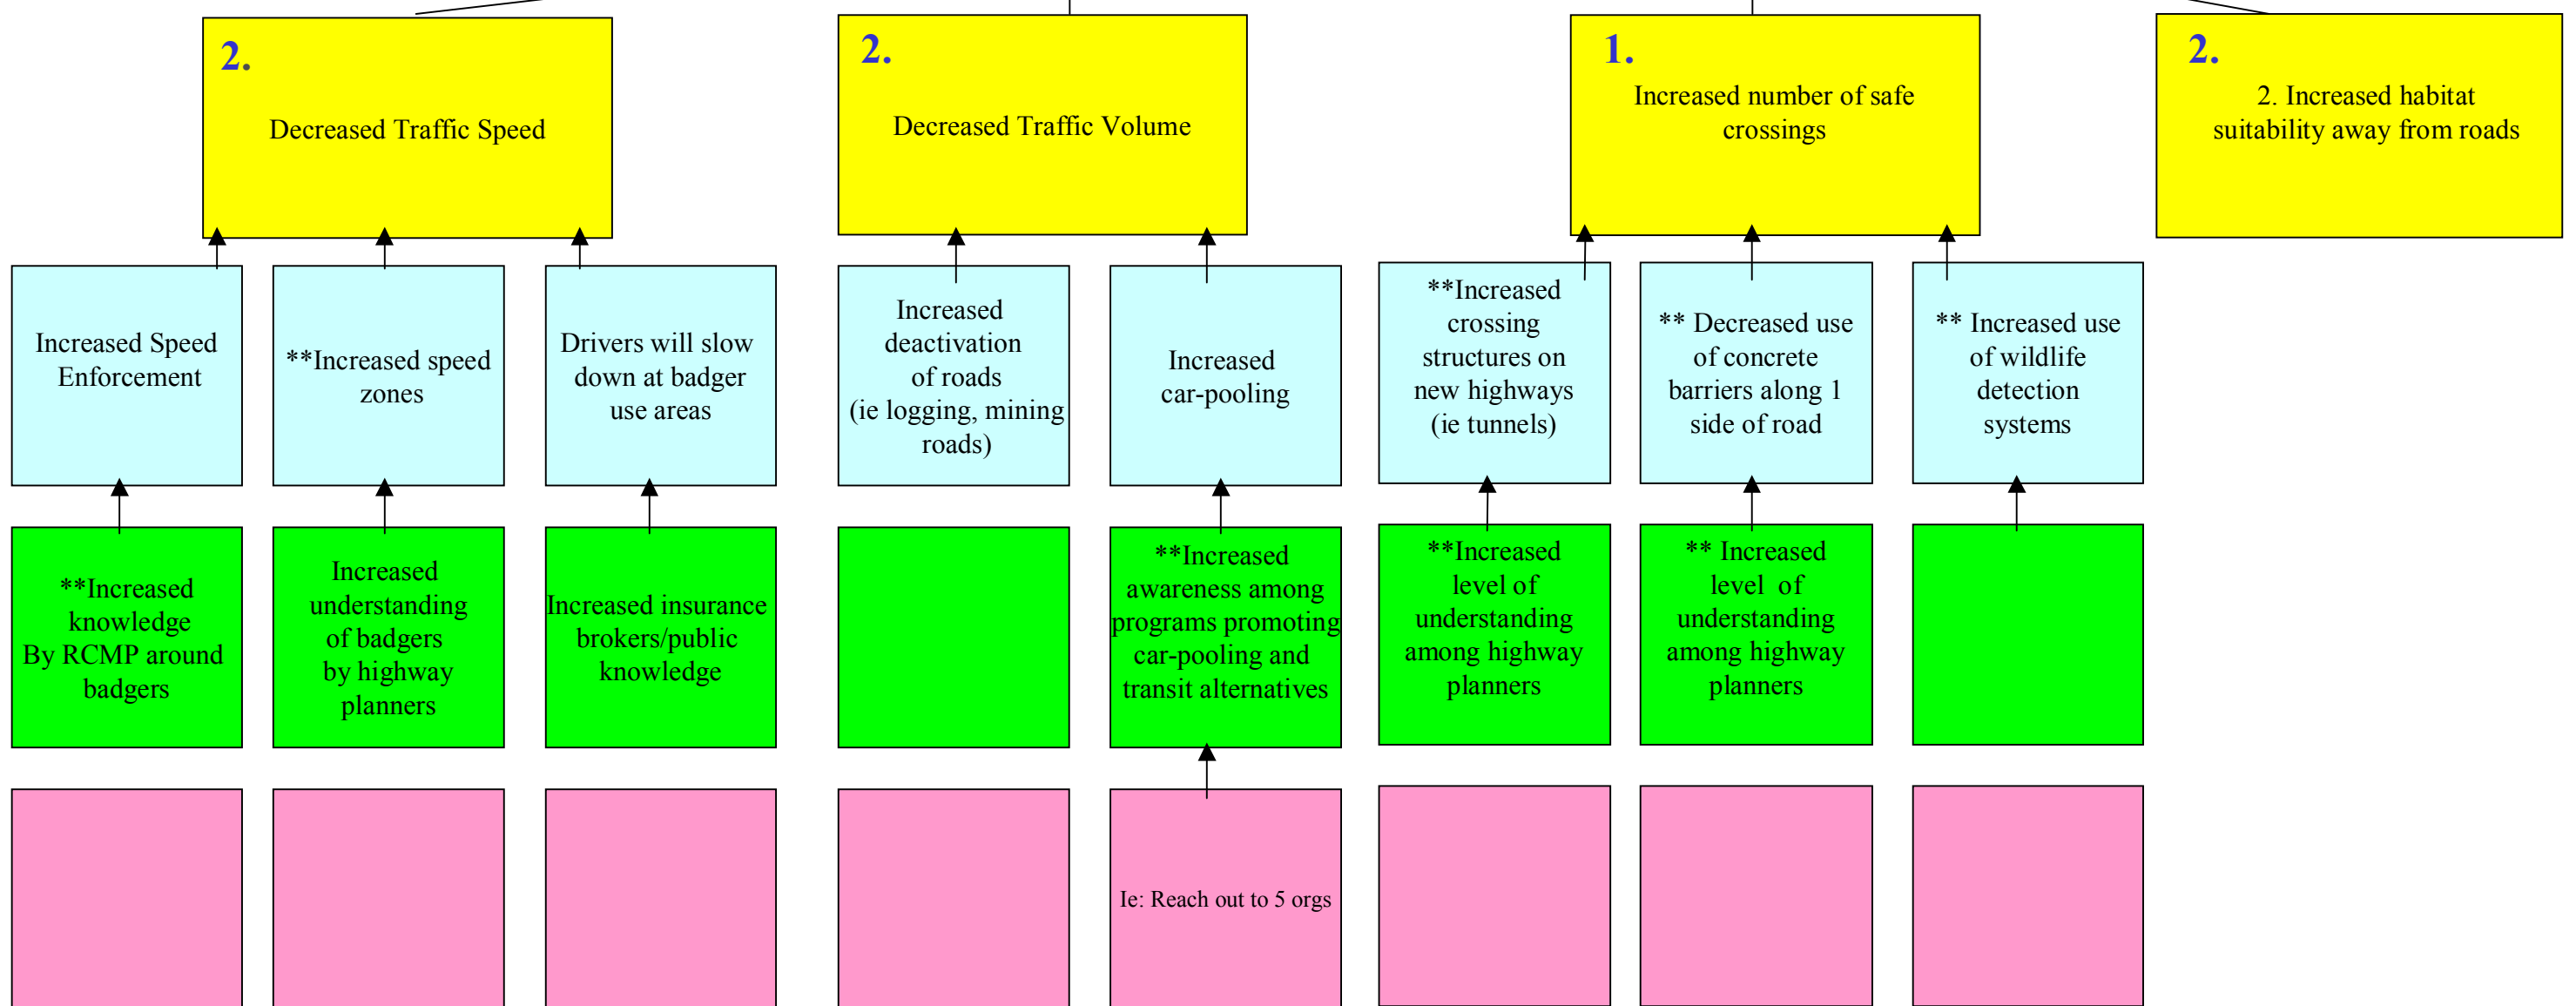 2.
Decreased Traffic Speed
2.
Decreased Traffic Volume
1.
Increased number of safe
crossings
2.
2. Increased habitat
suitability away from roads
Increased Speed
Enforcement
**Increased speed
zones
Drivers will slow
down at badger
use areas
Increased
deactivation
of roads
(ie logging, mining
roads)
Increased
car-pooling
**Increased
crossing
structures on
new highways
(ie tunnels)
** Decreased use
of concrete
barriers along 1
side of road
** Increased use
of wildlife
detection
systems
**Increased
knowledge
By RCMP around
badgers
Increased
understanding
of badgers
by highway
planners
Increased insurance
brokers/public
knowledge
**Increased
awareness among
programs promoting
car-pooling and
transit alternatives
**Increased
level of
understanding
among highway
planners
** Increased
level of
understanding
among highway
planners
Ie: Reach out to 5 orgs